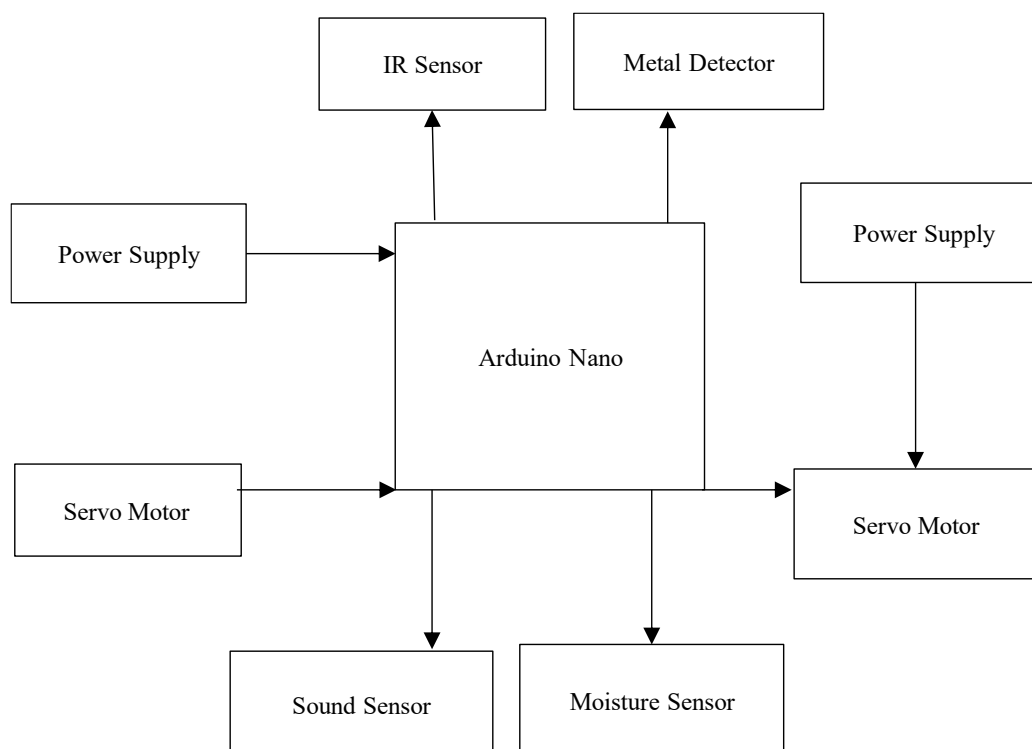 IR Sensor
Metal Detector
Power Supply
Power Supply
Arduino Nano
Servo Motor
Servo Motor
Sound Sensor
Moisture Sensor